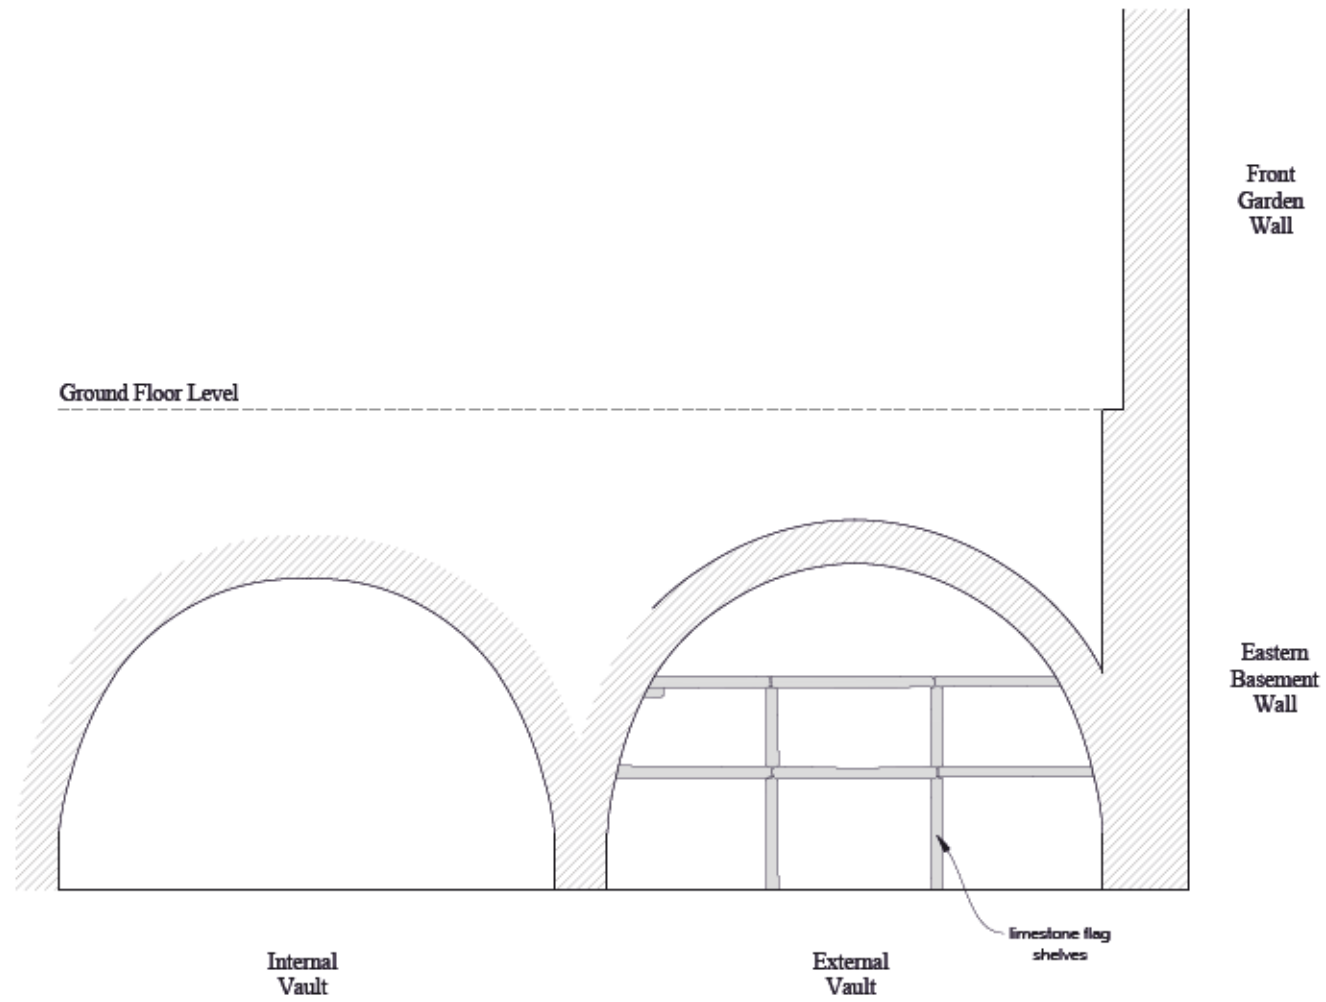 Front
Garden
Wall
Ground Floor Level
Eastern
Basement
Wall
limestone flag
shelves
Internal
Vault
External
Vault